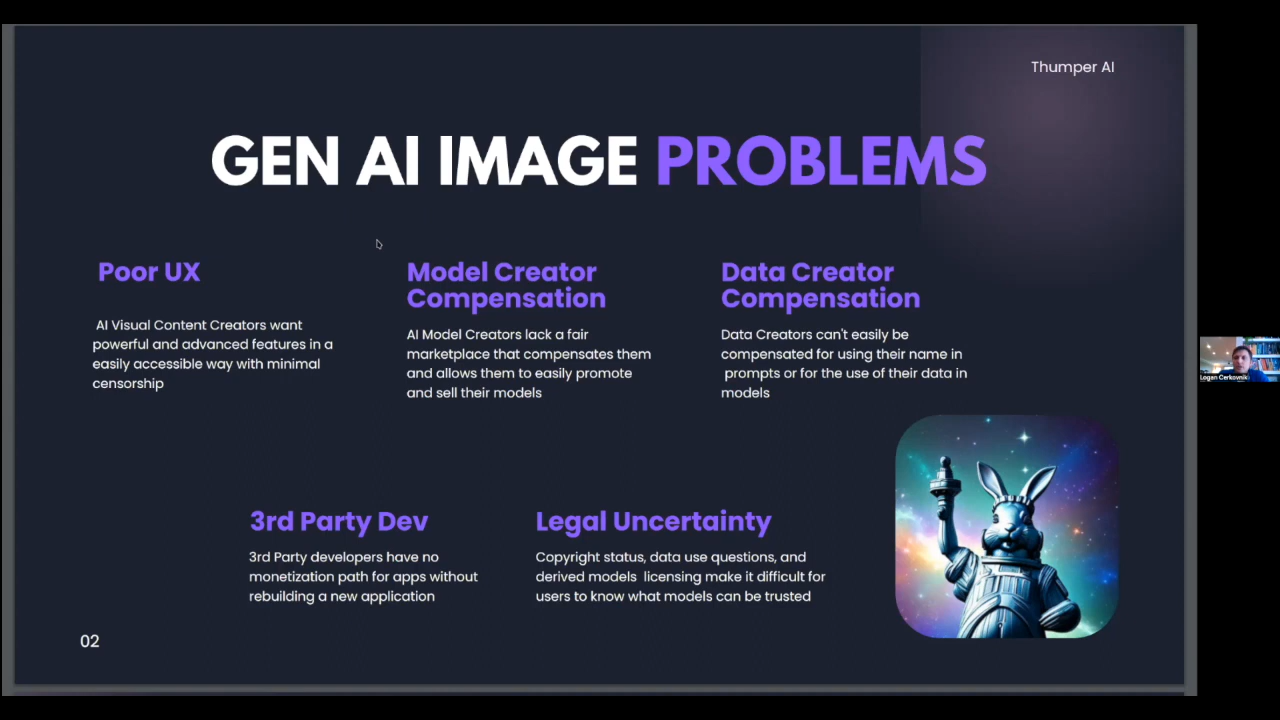 Thumper AI
GEN AI IMAGE PROBLEMS
Poor UX
AI Visual Content Creators want
powerful and advanced features in a
easily accessible way with minimal
censorship
Model Creator
Compensation
AI Model Creators lack a fair
marketplace that compensates them
and allows them to easily promote
and sell their models
Data Creator
Compensation
Data Creators can't easily be
compensated for using their name in
prompts or for the use of their data in
models
3rd Party Dev
3rd Party developers have no
monetization path for apps without
rebuilding a new application
Legal Uncertainty
Copyright status, data use questions, and
derived models licensing make it difficult for
users to know what models can be trusted
02
Logan Cerkovnik